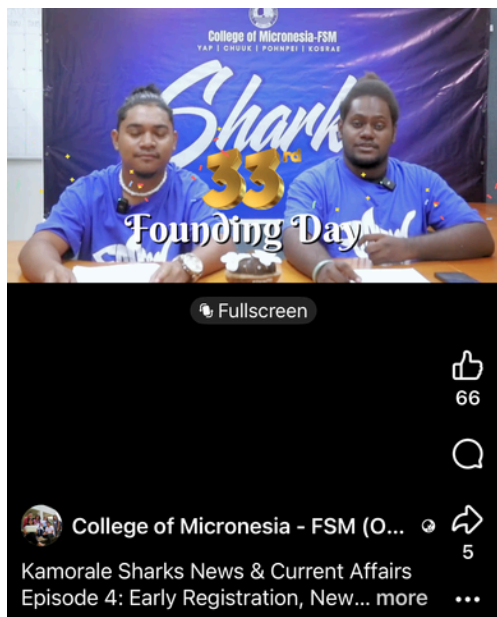 College of Micronesia-FSM
YAP | CHUUK | POHNPEI | KOSRAE
Shark
33rd
Founding Day
Fullscreen
66
College of Micronesia - FSM (O...
5
Kamorale Sharks News & Current Affairs
Episode 4: Early Registration, New... more